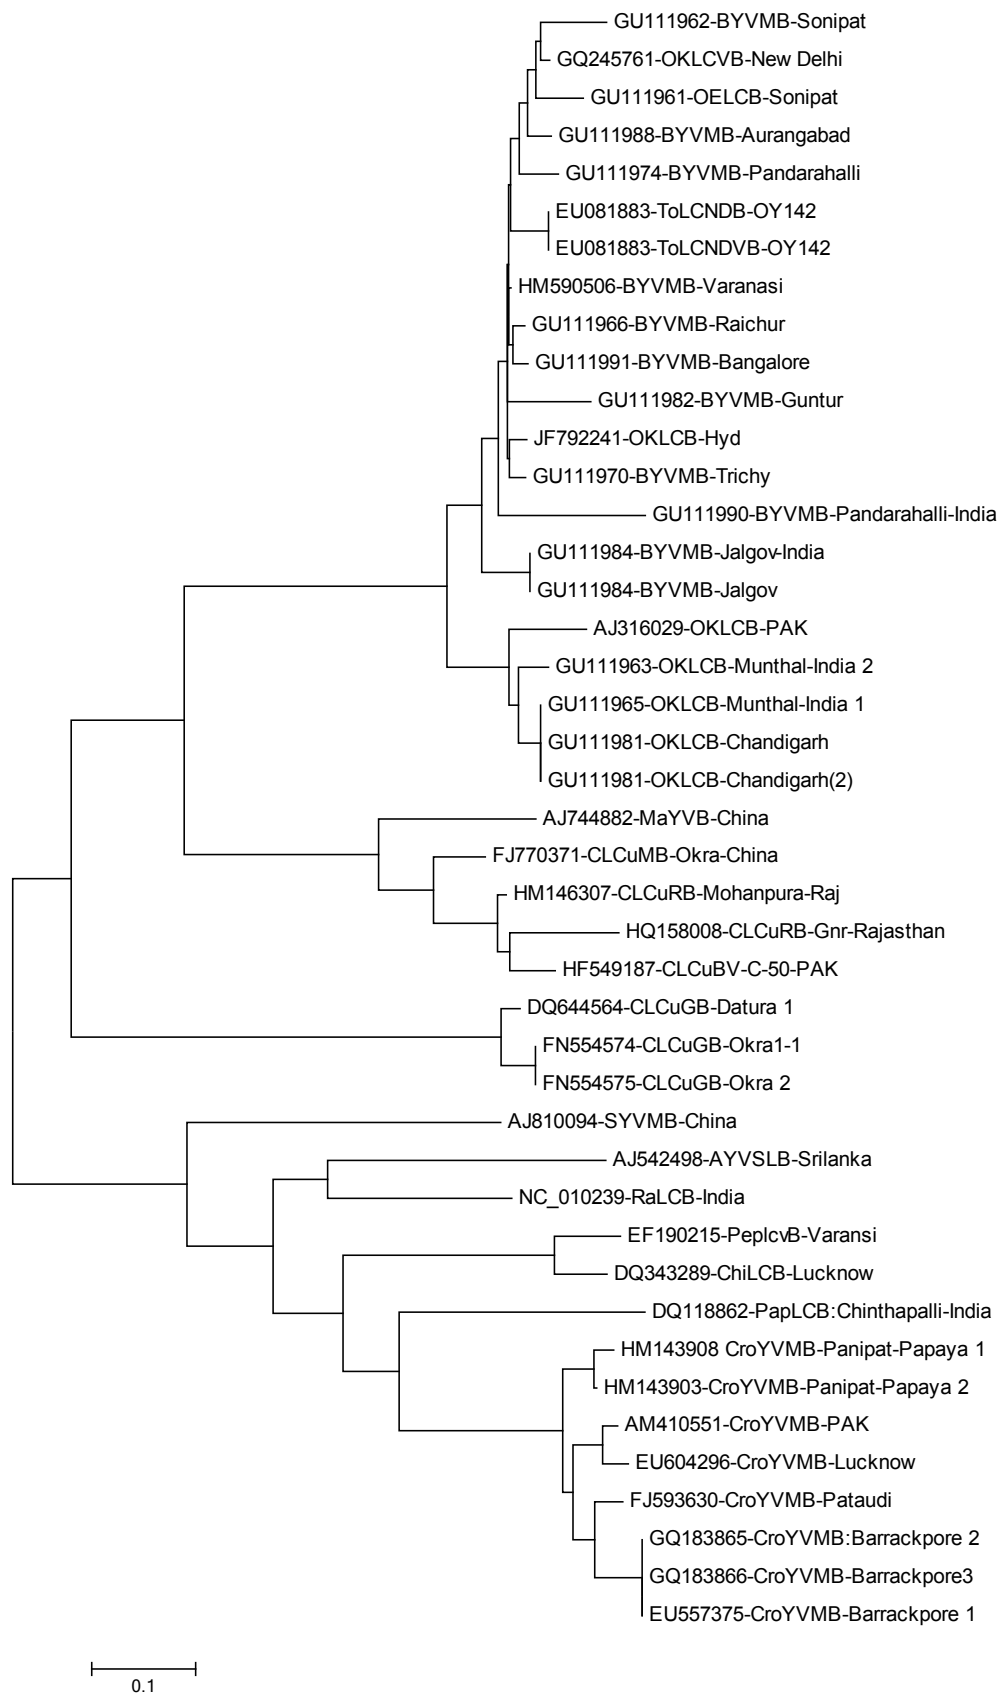 GU111962-BYVMB-Sonipat
GQ245761-OKLCVB-New Delhi
GU111961-OELCB-Sonipat
GU111988-BYVMB-Aurangabad
GU111974-BYVMB-Pandarahalli
EU081883-ToLCNDB-OY142
EU081883-ToLCNDVB-OY142
HM590506-BYVMB-Varanasi
GU111966-BYVMB-Raichur
GU111991-BYVMB-Bangalore
GU111982-BYVMB-Guntur
JF792241-OKLCB-Hyd
GU111970-BYVMB-Trichy
GU111990-BYVMB-Pandarahalli-India
GU111984-BYVMB-Jalgov-India
GU111984-BYVMB-Jalgov
AJ316029-OKLCB-PAK
GU111963-OKLCB-Munthal-India 2
GU111965-OKLCB-Munthal-India 1
GU111981-OKLCB-Chandigarh
GU111981-OKLCB-Chandigarh(2)
AJ744882-MaYVB-China
FJ770371-CLCuMB-Okra-China
HM146307-CLCuRB-Mohanpura-Raj
HQ158008-CLCuRB-Gnr-Rajasthan
HF549187-CLCuBV-C-50-PAK
DQ644564-CLCuGB-Datura 1
FN554574-CLCuGB-Okra1-1
FN554575-CLCuGB-Okra 2
AJ810094-SYVMB-China
AJ542498-AYVSLB-Srilanka
NC_010239-RaLCB-India
EF190215-PeplcvB-Varansi
DQ343289-ChiLCB-Lucknow
DQ118862-PapLCB:Chinthapalli-India
HM143908 CroYVMB-Panipat-Papaya 1
HM143903-CroYVMB-Panipat-Papaya 2
AM410551-CroYVMB-PAK
EU604296-CroYVMB-Lucknow
FJ593630-CroYVMB-Pataudi
GQ183865-CroYVMB:Barrackpore 2
GQ183866-CroYVMB-Barrackpore3
EU557375-CroYVMB-Barrackpore 1
0.1